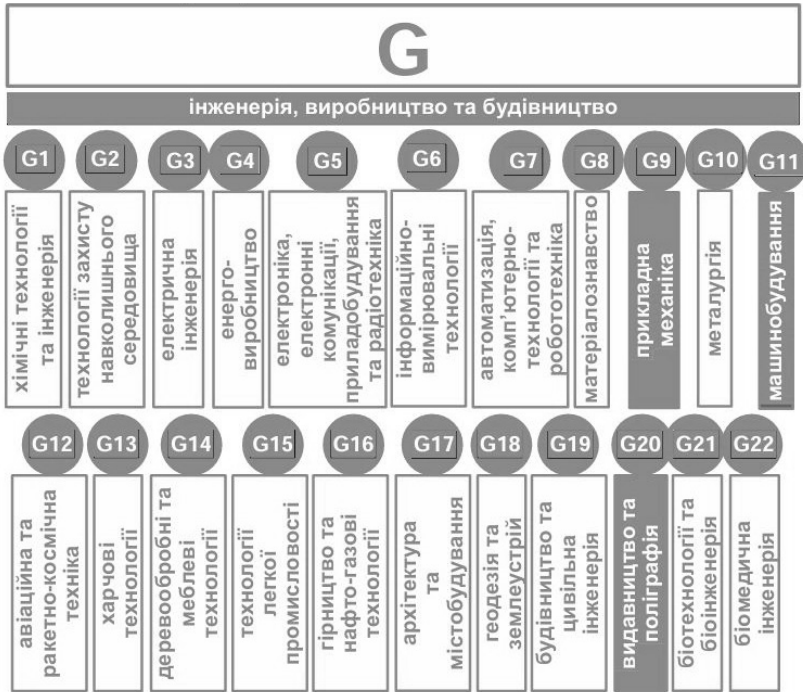 G
інженерія, виробництво та будівництво
G1
G2
G3
G4
G5
G6
G7
G8
G9
G10
G11
хімічні технології
та інженерія
технології захисту
навколишнього
середовища
електрична
інженерія
енерго-
виробництво
електроніка,
електронні
комунікації,
приладобудування
та радіотехніка
інформаційно-
вимірювальні
технології
автоматизація,
комп'ютерно-
технології та
робототехніка
матеріалознавство
прикладна
механіка
металургія
машинобудування
G12
G13
G14
G15
G16
G17
G18
G19
G20
G21
G22
авіаційна та
ракетно-космічна
техніка
харчові
технології
деревообробні та
меблеві
технології
технології
легкої
промисловості
гірництво та
нафто-газові
технології
архітектура
та
містобудування
геодезія та
землеустрій
будівництво та
цивільна
інженерія
видавництво та
поліграфія
біотехнології та
біоінженерія
біомедична
інженерія